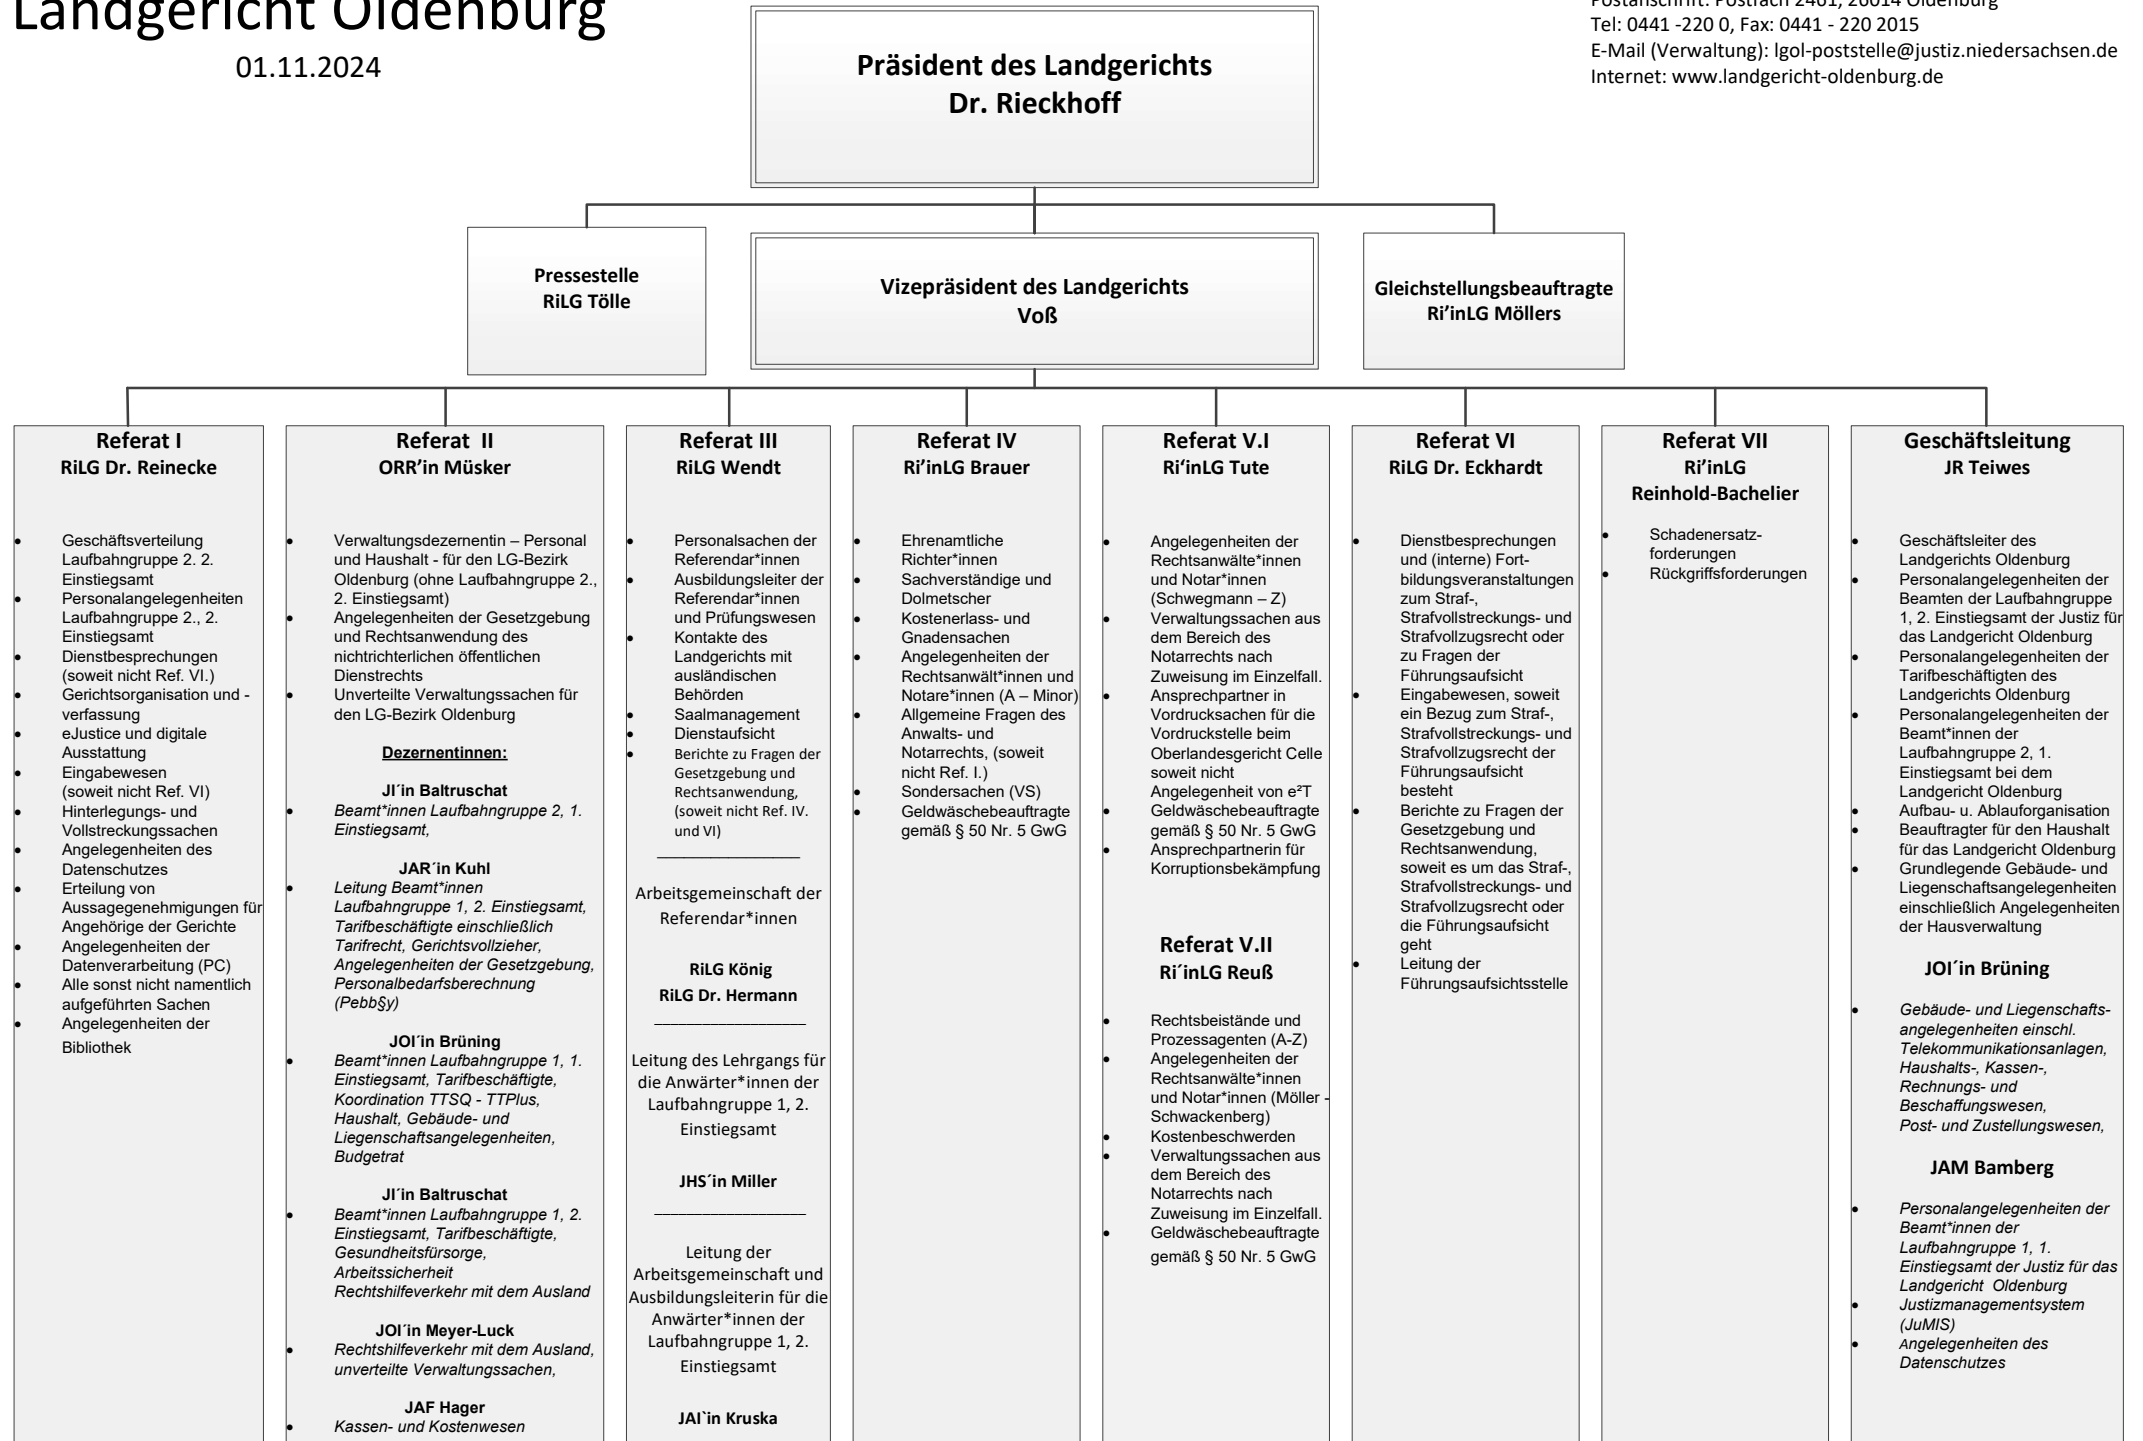 Landgericht Oldenburg
01.11.2024
Postanschrift: Postfach 2461, 26014 Oldenburg
Tel: 0441 -220 0, Fax: 0441 - 220 2015
E-Mail (Verwaltung): lgol-poststelle@justiz.niedersachsen.de
Internet: www.landgericht-oldenburg.de
Präsident des Landgerichts
Dr. Rieckhoff
Pressestelle
RiLG Tölle
Vizepräsident des Landgerichts
Voß
Gleichstellungsbeauftragte
Ri’inLG Möllers
Referat I
RiLG Dr. Reinecke
• Geschäftsverteilung
Laufbahngruppe 2. 2.
Einstiegsamt
• Personalangelegenheiten
Laufbahngruppe 2., 2.
Einstiegsamt
• Dienstbesprechungen
(soweit nicht Ref. VI.)
• Gerichtsorganisation und -
verfassung
• eJustice und digitale
Ausstattung
• Eingabewesen
(soweit nicht Ref. VI)
• Hinterlegungs- und
Vollstreckungssachen
• Angelegenheiten des
Datenschutzes
• Erteilung von
Aussagegenehmigungen für
Angehörige der Gerichte
• Angelegenheiten der
Datenverarbeitung (PC)
• Alle sonst nicht namentlich
aufgeführten Sachen
• Angelegenheiten der
Bibliothek
Referat II
ORR’in Müsker
• Verwaltungsdezernentin – Personal
und Haushalt - für den LG-Bezirk
Oldenburg (ohne Laufbahngruppe 2.,
2. Einstiegsamt)
• Angelegenheiten der Gesetzgebung
und Rechtsanwendung des
nichtrichterlichen öffentlichen
Dienstrechts
• Unverteilte Verwaltungssachen für
den LG-Bezirk Oldenburg
Dezernentinnen:
JI´in Baltruschat
• Beamt*innen Laufbahngruppe 2, 1.
Einstiegsamt,
JAR´in Kuhl
• Leitung Beamt*innen
Laufbahngruppe 1, 2. Einstiegsamt,
Tarifbeschäftigte einschließlich
Tarifrecht, Gerichtsvollzieher,
Angelegenheiten der Gesetzgebung,
Personalbedarfsberechnung
(Pebb§y)
JOI´in Brüning
• Beamt*innen Laufbahngruppe 1, 1.
Einstiegsamt, Tarifbeschäftigte,
Koordination TTSQ - TTPlus,
Haushalt, Gebäude- und
Liegenschaftsangelegenheiten,
Budgetrat
JI´in Baltruschat
• Beamt*innen Laufbahngruppe 1, 2.
Einstiegsamt, Tarifbeschäftigte,
Gesundheitsfürsorge,
Arbeitssicherheit
Rechtshilfeverkehr mit dem Ausland
JOI´in Meyer-Luck
• Rechtshilfeverkehr mit dem Ausland,
unverteilte Verwaltungssachen,
JAF Hager
• Kassen- und Kostenwesen
Referat III
RiLG Wendt
• Personalsachen der
Referendar*innen
• Ausbildungsleiter der
Referendar*innen
und Prüfungswesen
• Kontakte des
Landgerichts mit
ausländischen
Behörden
• Saalmanagement
• Dienstaufsicht
• Berichte zu Fragen der
Gesetzgebung und
Rechtsanwendung,
(soweit nicht Ref. IV.
und VI)
Arbeitsgemeinschaft der
Referendar*innen
RiLG König
RiLG Dr. Hermann
Leitung des Lehrgangs für
die Anwärter*innen der
Laufbahngruppe 1, 2.
Einstiegsamt
JHS´in Miller
Leitung der
Arbeitsgemeinschaft und
Ausbildungsleiterin für die
Anwärter*innen der
Laufbahngruppe 1, 2.
Einstiegsamt
JAI`in Kruska
Referat IV
Ri’inLG Brauer
• Ehrenamtliche
Richter*innen
• Sachverständige und
Dolmetscher
• Kostenerlass- und
Gnadensachen
• Angelegenheiten der
Rechtsanwält*innen und
Notare*innen (A – Minor)
• Allgemeine Fragen des
Anwalts- und
Notarrechts, (soweit
nicht Ref. I.)
• Sondersachen (VS)
• Geldwäschebeauftragte
gemäß § 50 Nr. 5 GwG
Referat V.I
Ri‘inLG Tute
• Angelegenheiten der
Rechtsanwälte*innen
und Notar*innen
(Schwegmann – Z)
• Verwaltungssachen aus
dem Bereich des
Notarrechts nach
Zuweisung im Einzelfall.
• Ansprechpartner in
Vordrucksachen für die
Vordruckstelle beim
Oberlandesgericht Celle
soweit nicht
Angelegenheit von e²T
• Geldwäschebeauftragte
gemäß § 50 Nr. 5 GwG
• Ansprechpartnerin für
Korruptionsbekämpfung
Referat V.II
Ri´inLG Reuß
• Rechtsbeistände und
Prozessagenten (A-Z)
• Angelegenheiten der
Rechtsanwälte*innen
und Notar*innen (Möller -
Schwackenberg)
• Kostenbeschwerden
• Verwaltungssachen aus
dem Bereich des
Notarrechts nach
Zuweisung im Einzelfall.
• Geldwäschebeauftragte
gemäß § 50 Nr. 5 GwG
Referat VI
RiLG Dr. Eckhardt
• Dienstbesprechungen
und (interne) Fort-
bildungsveranstaltungen
zum Straf-,
Strafvollstreckungs- und
Strafvollzugsrecht oder
zu Fragen der
Führungsaufsicht
• Eingabewesen, soweit
ein Bezug zum Straf-,
Strafvollstreckungs- und
Strafvollzugsrecht der
Führungsaufsicht
besteht
• Berichte zu Fragen der
Gesetzgebung und
Rechtsanwendung,
soweit es um das Straf-,
Strafvollstreckungs- und
Strafvollzugsrecht oder
die Führungsaufsicht
geht
• Leitung der
Führungsaufsichtsstelle
Referat VII
Ri’inLG
Reinhold-Bachelier
• Schadenersatz-
forderungen
• Rückgriffsforderungen
Geschäftsleitung
JR Teiwes
• Geschäftsleiter des
Landgerichts Oldenburg
• Personalangelegenheiten der
Beamten der Laufbahngruppe
1, 2. Einstiegsamt der Justiz für
das Landgericht Oldenburg
• Personalangelegenheiten der
Tarifbeschäftigten des
Landgerichts Oldenburg
• Personalangelegenheiten der
Beamt*innen der
Laufbahngruppe 2, 1.
Einstiegsamt bei dem
Landgericht Oldenburg
• Aufbau- u. Ablauforganisation
• Beauftragter für den Haushalt
für das Landgericht Oldenburg
• Grundlegende Gebäude- und
Liegenschaftsangelegenheiten
einschließlich Angelegenheiten
der Hausverwaltung
JOI´in Brüning
• Gebäude- und Liegenschafts-
angelegenheiten einschl.
Telekommunikationsanlagen,
Haushalts-, Kassen-,
Rechnungs- und
Beschaffungswesen,
Post- und Zustellungswesen,
JAM Bamberg
• Personalangelegenheiten der
Beamt*innen der
Laufbahngruppe 1, 1.
Einstiegsamt der Justiz für das
Landgericht Oldenburg
• Justizmanagementsystem
(JuMIS)
• Angelegenheiten des
Datenschutzes